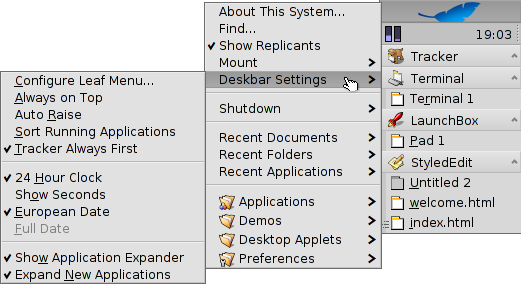 About This System...
Find...
Show Replicants
Mount
Deskbar Settings
Shutdown
Recent Documents
Recent Folders
Recent Applications
Applications
Demos
Desktop Applets
Preferences
Configure Leaf Menu...
Always on Top
Auto Raise
Sort Running Applications
Tracker Always First
24 Hour Clock
Show Seconds
European Date
Full Date
Show Application Expander
Expand New Applications
19:03
Tracker
Terminal
Terminal 1
LaunchBox
Pad 1
StyledEdit
Untitled 2
welcome.html
index.html